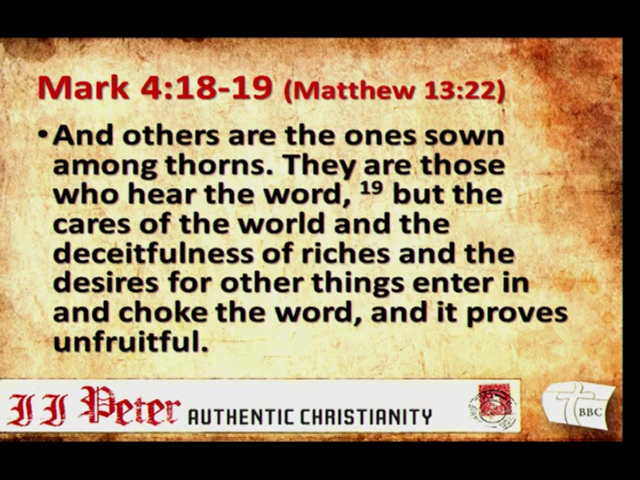 Mark 4:18-19 (Matthew 13:22)
•And others are the ones sown
among thorns. They are those
who hear the word, 19 but the
cares of the world and the
deceitfulness of riches and the
desires for other things enter in
and choke the word, and it proves
unfruitful.
II Peter AUTHENTIC CHRISTIANITY
BBC